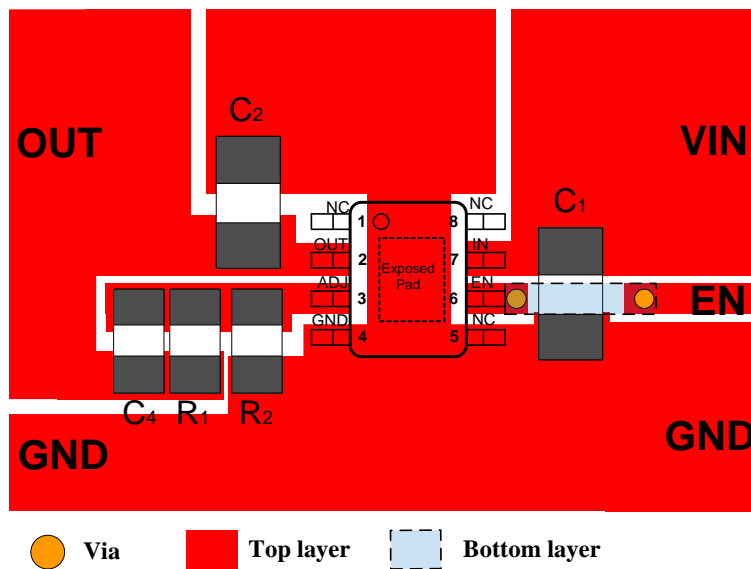 C2
OUT
VIN
NC
NC
C1
1
8
OUT
IN
2
7
Exposed
Pad
ADJ
EN
3
6
EN
GND
NC
4
5
C4
R1
R2
GND
GND
Via
Top layer
Bottom layer